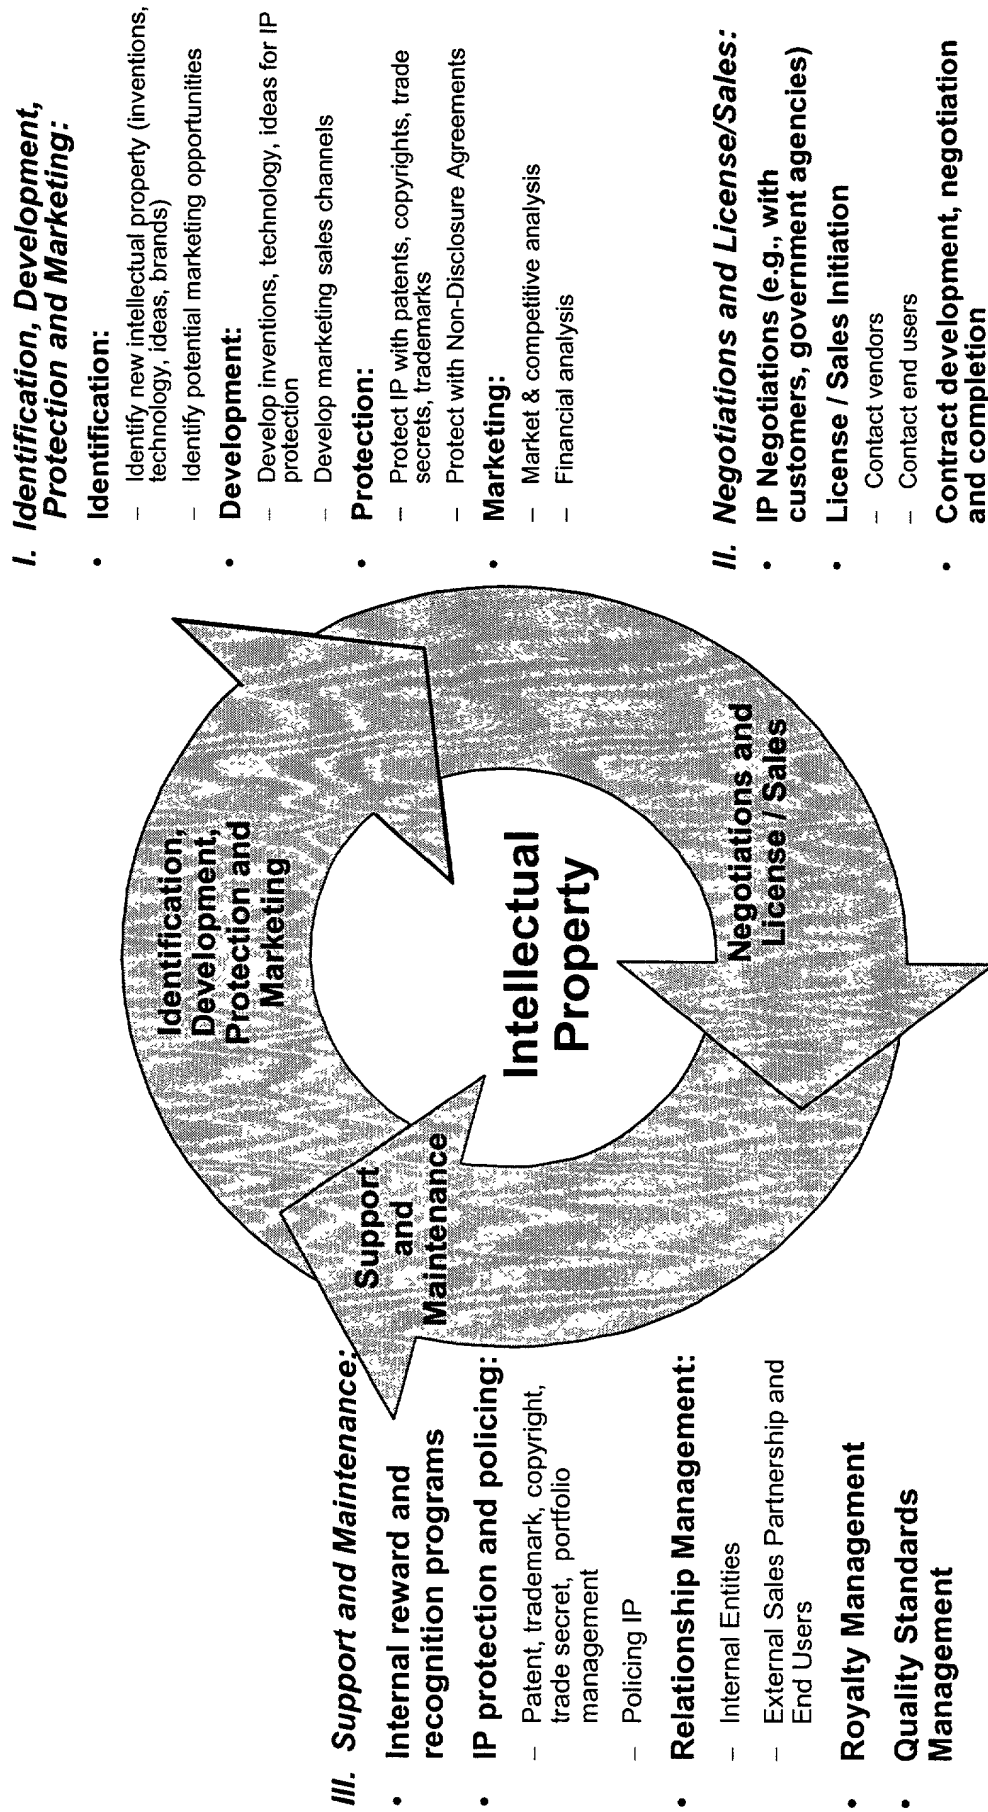 I. Identification, Development,
Protection and Marketing:
• Identification:
– Identify new intellectual property (inventions,
technology, ideas, brands)
– Identify potential marketing opportunities
• Development:
– Develop inventions, technology, ideas for IP
protection
– Develop marketing sales channels
• Protection:
– Protect IP with patents, copyrights, trade
secrets, trademarks
– Protect with Non-Disclosure Agreements
• Marketing:
– Market & competitive analysis
– Financial analysis
II. Negotiations and License/Sales:
• IP Negotiations (e.g., with
customers, government agencies)
• License / Sales Initiation
– Contact vendors
– Contact end users
• Contract development, negotiation
and completion
Identification,
Development,
Protection and
Marketing
Negotiations and
License / Sales
Support
and
Maintenance
Intellectual
Property
III. Support and Maintenance:
• Internal reward and
recognition programs
• IP protection and policing:
– Patent, trademark, copyright,
trade secret, portfolio
management
– Policing IP
• Relationship Management:
– Internal Entities
– External Sales Partnership and
End Users
• Royalty Management
• Quality Standards
Management